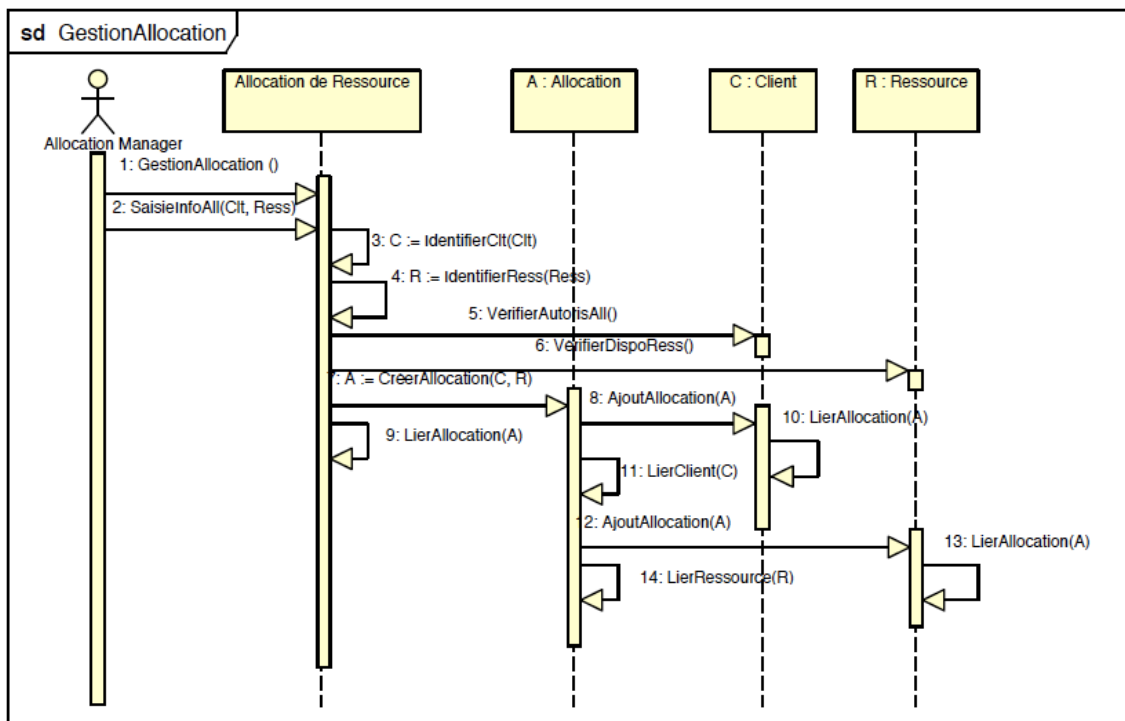 sd GestionAllocation
Allocation Manager
Allocation de Ressource
A : Allocation
C : Client
R : Ressource
1: GestionAllocation ()
2: SaisieInfoAll(Clt, Ress)
3: C := IdentifierClt(Clt)
4: R := IdentifierRess(Ress)
5: VerifierAutorisAll()
6: VerifierDispoRess()
7: A := CreerAllocation(C, R)
8: AjoutAllocation(A)
9: LierAllocation(A)
10: LierAllocation(A)
11: LierClient(C)
12: AjoutAllocation(A)
13: LierAllocation(A)
14: LierRessource(R)